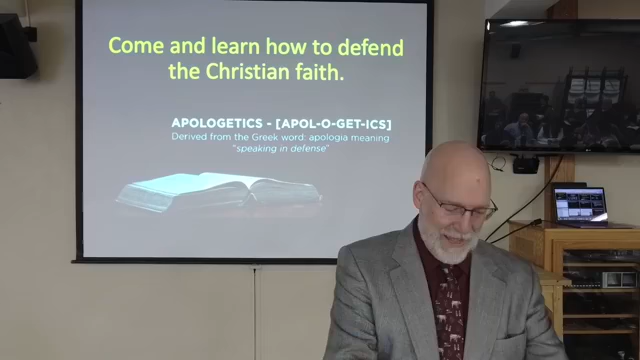 Come and learn how to defend
the Christian faith.
APOLOGETICS - [APOL-O-GET-ICS]
Derived from the Greek word: apologia meaning
"speaking in defense"